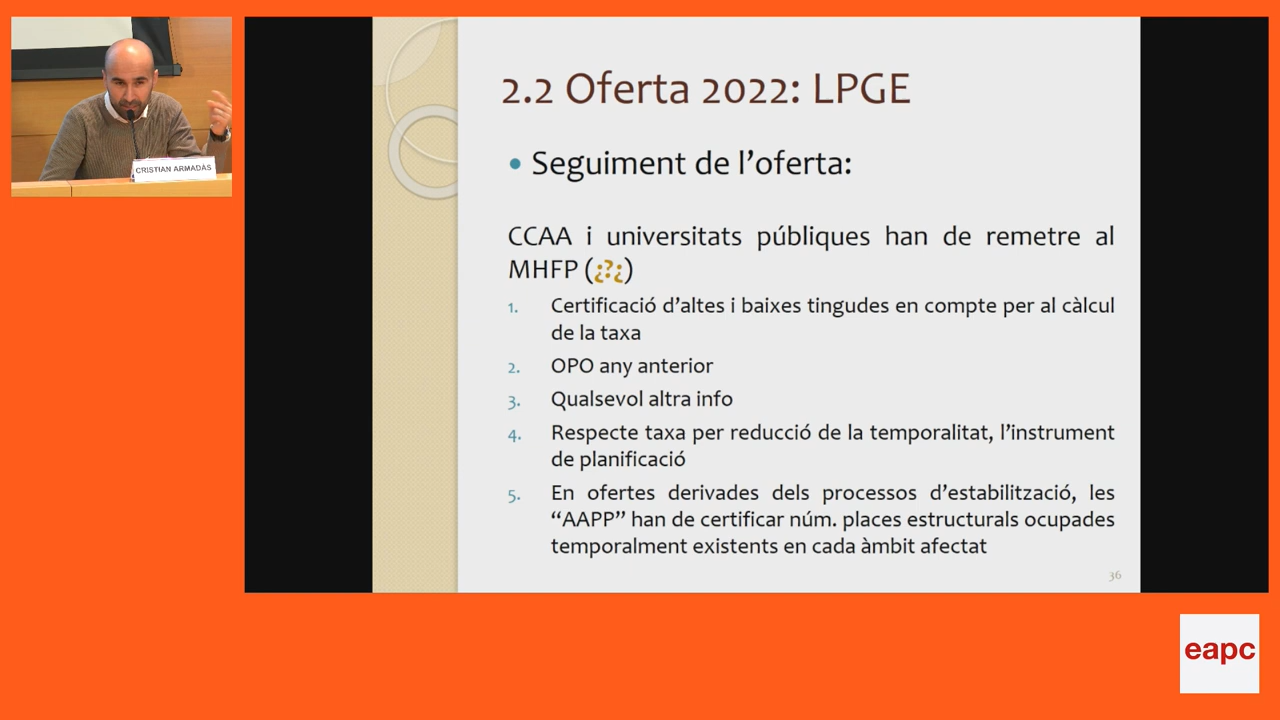 CRISTIAN ARMADÀS
2.2 Oferta 2022: LPGE
• Seguiment de l’oferta:
CCAA i universitats públiques han de remetre al
MHFP (¿?¿)
1. Certificació d’altes i baixes tingudes en compte per al càlcul
de la taxa
2. OPO any anterior
3. Qualsevol altra info
4. Respecte taxa per reducció de la temporalitat, l’instrument
de planificació
5. En ofertes derivades dels processos d’estabilització, les
“AAPP” han de certificar núm. places estructurals ocupades
temporalment existents en cada àmbit afectat
36
eapc